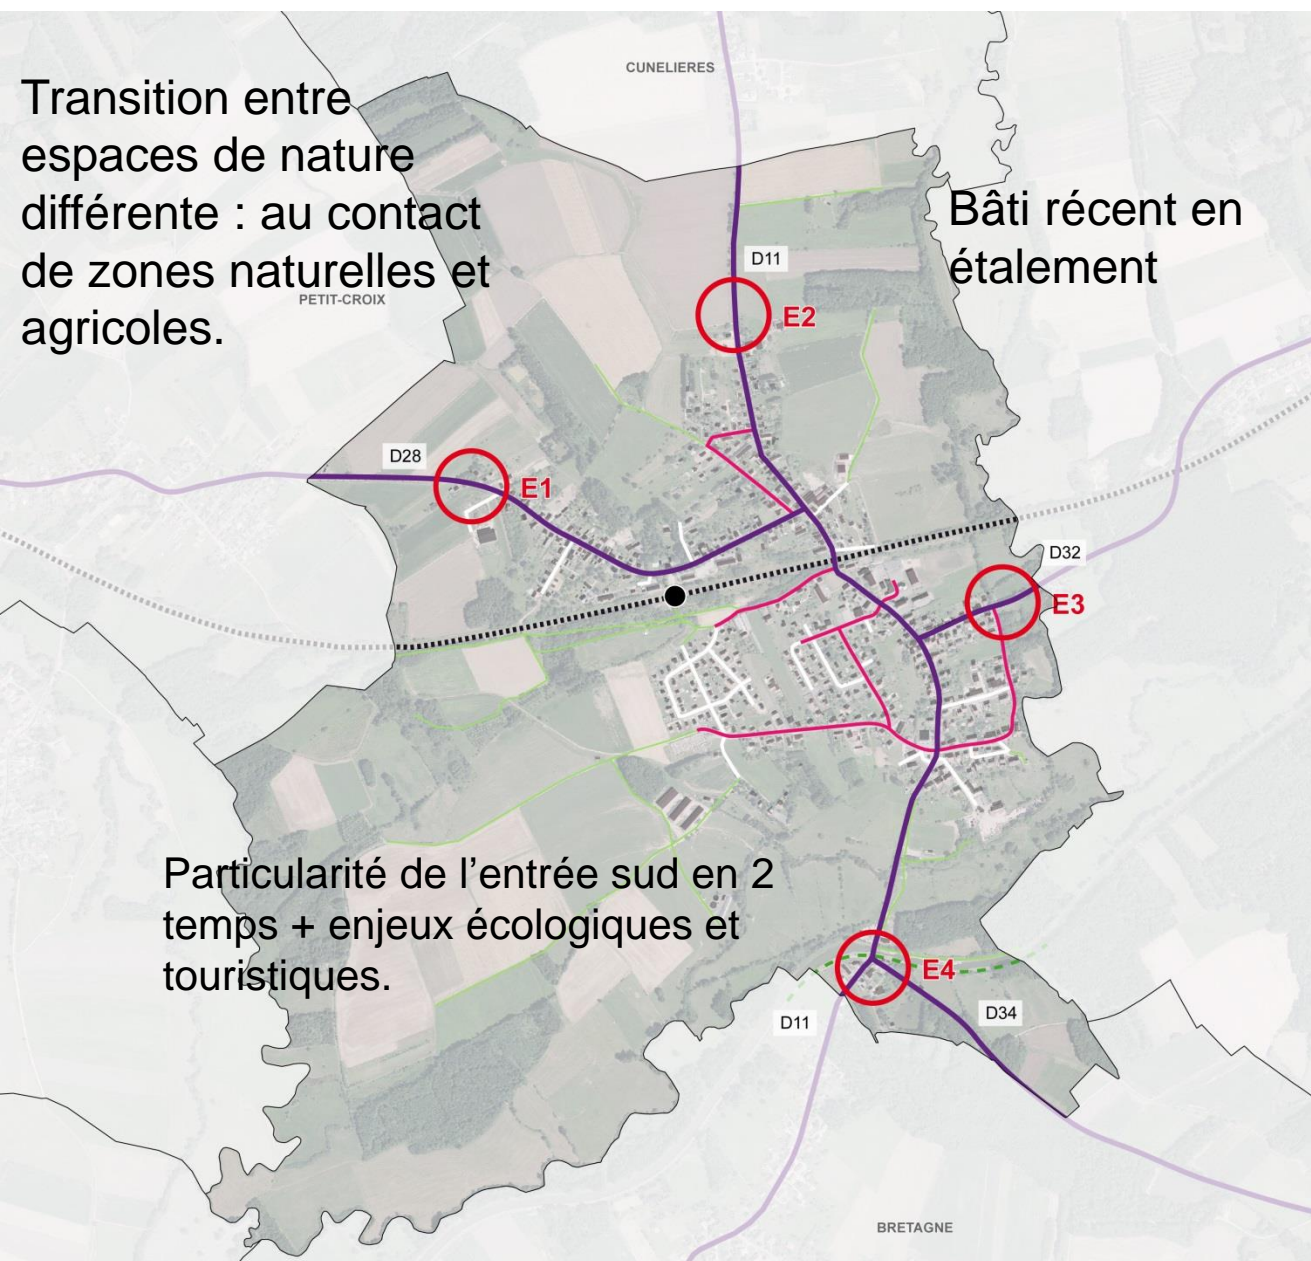 CUNELIERES
Transition entre
espaces de nature
différente : au contact
de zones naturelles et
agricoles.
PETIT-CROIX
Bâti récent en
étalement
D11
E2
D28
E1
D32
E3
Particularité de l’entrée sud en 2
temps + enjeux écologiques et
touristiques.
E4
D11
D34
BRETAGNE